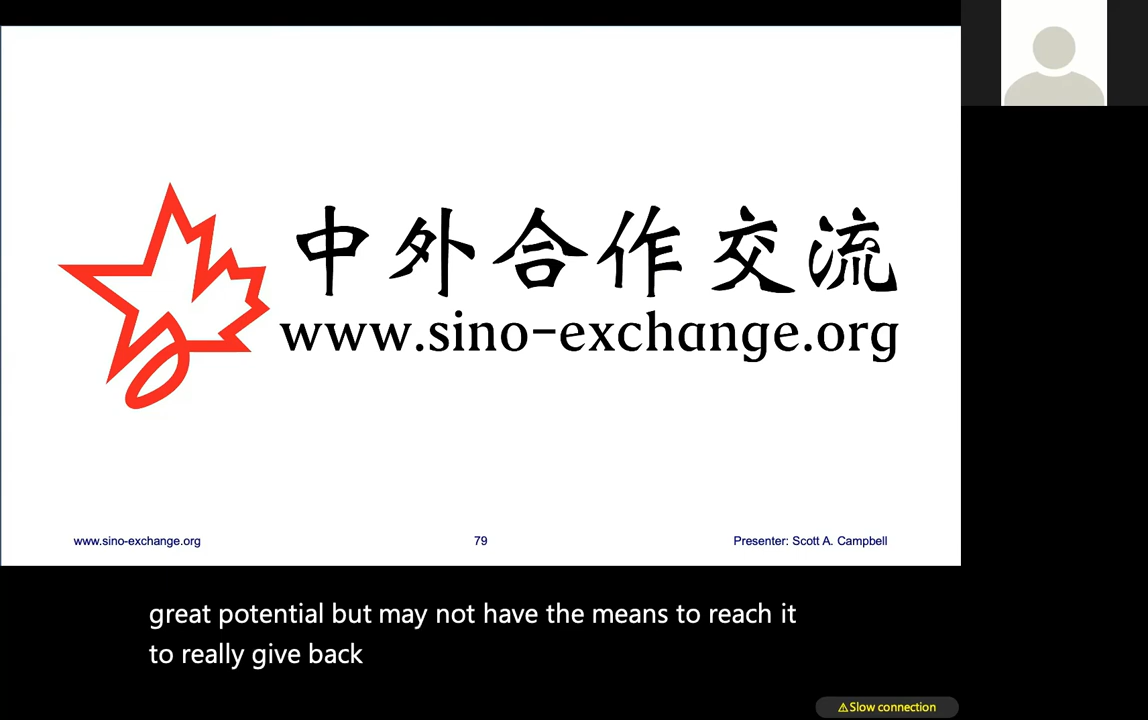 中外合作交流
www.sino-exchange.org
www.sino-exchange.org
79
Presenter: Scott A. Campbell
great potential but may not have the means to reach it
to really give back
⚠Slow connection